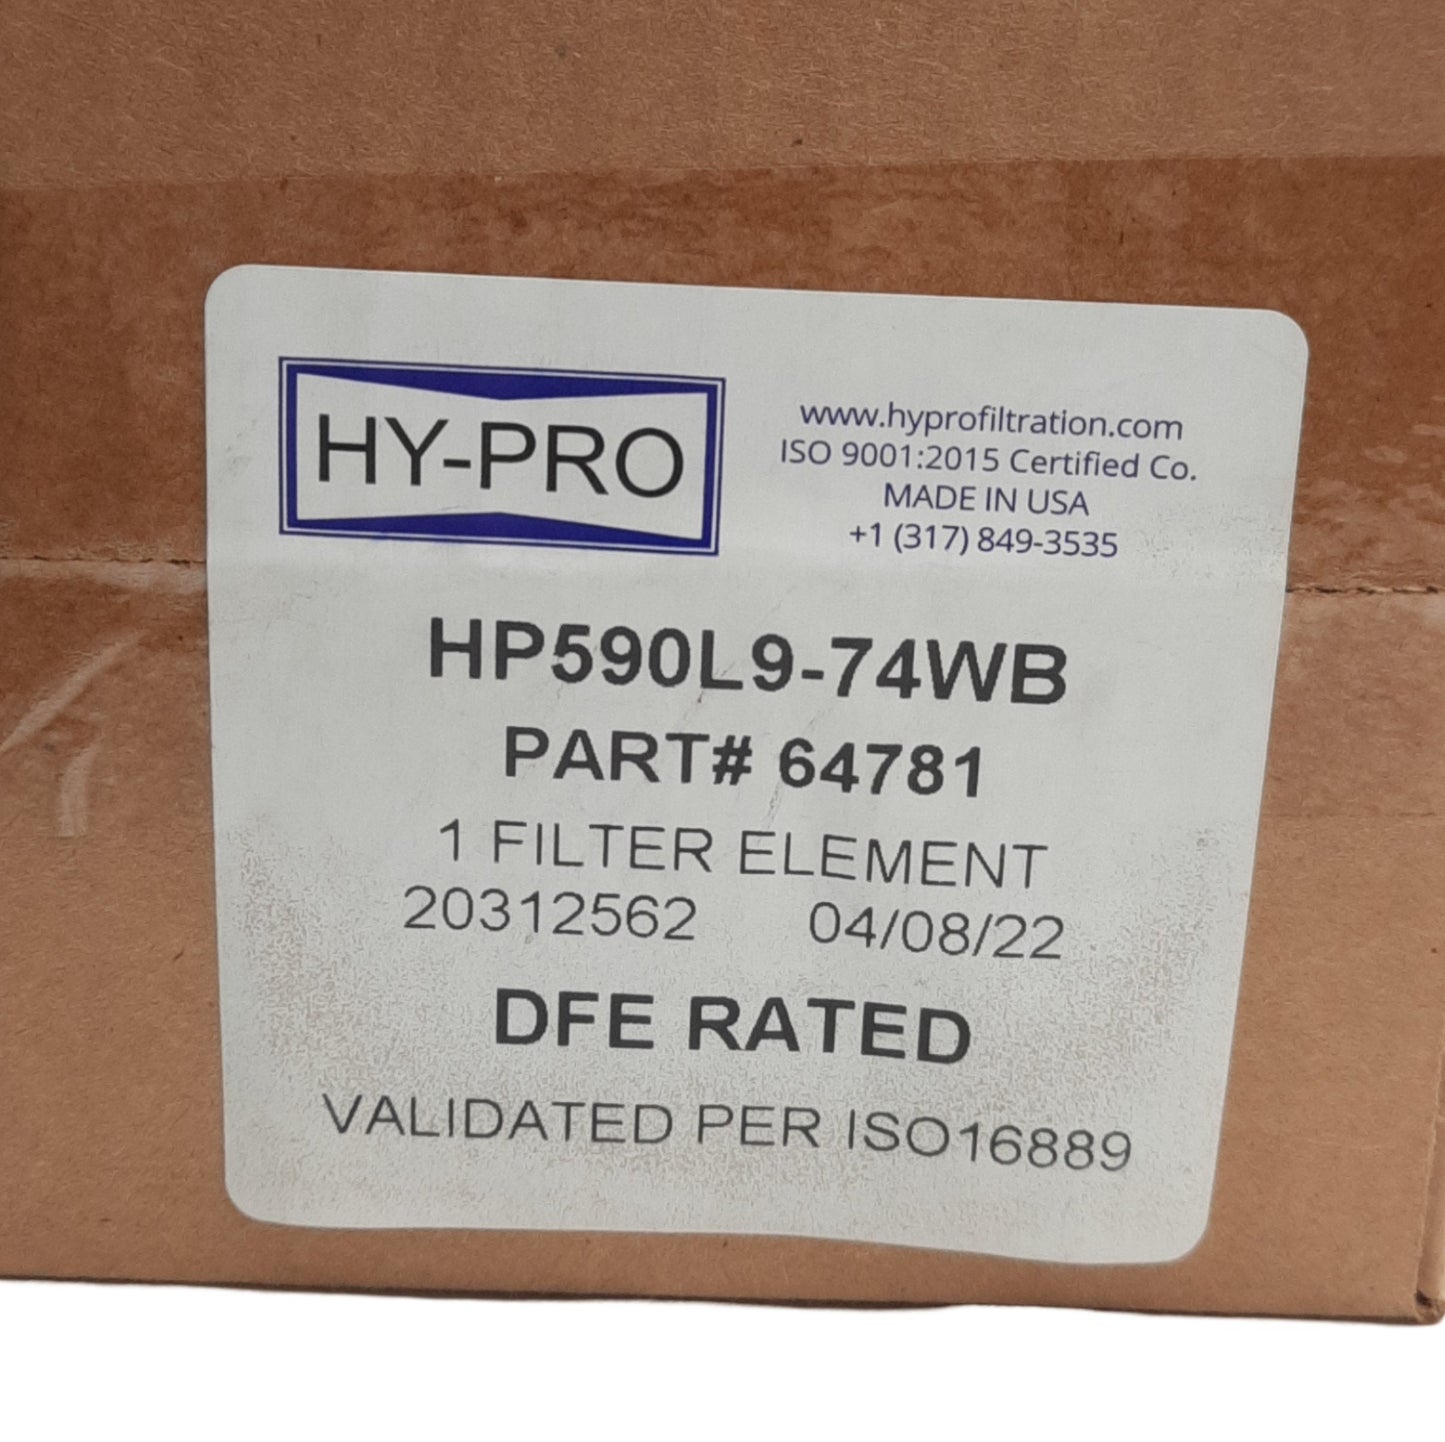 HY-PRO
www.hyprofiltration.com
ISO 9001:2015 Certified Co.
MADE IN USA
+1 (317) 849-3535
HP590L9-74WB
PART# 64781
1 FILTER ELEMENT
20312562 04/08/22
DFE RATED
VALIDATED PER ISO16889